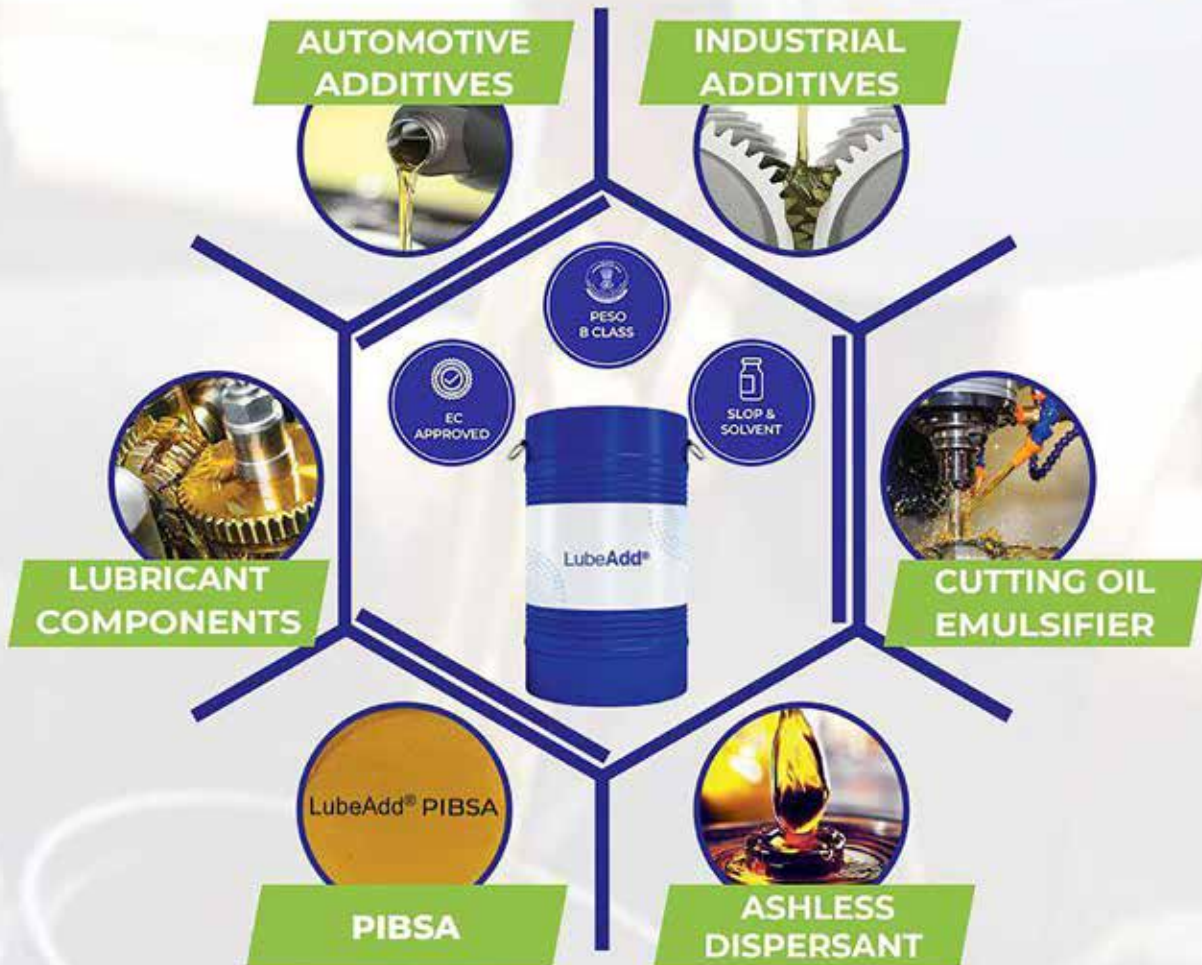 AUTOMOTIVE
ADDITIVES
INDUSTRIAL
ADDITIVES
PESO
B CLASS
EC
APPROVED
SLOP &
SOLVENT
LubeAdd®
LUBRICANT
COMPONENTS
CUTTING OIL
EMULSIFIER
LubeAdd® PIBSA
PIBSA
ASHLESS
DISPERSANT